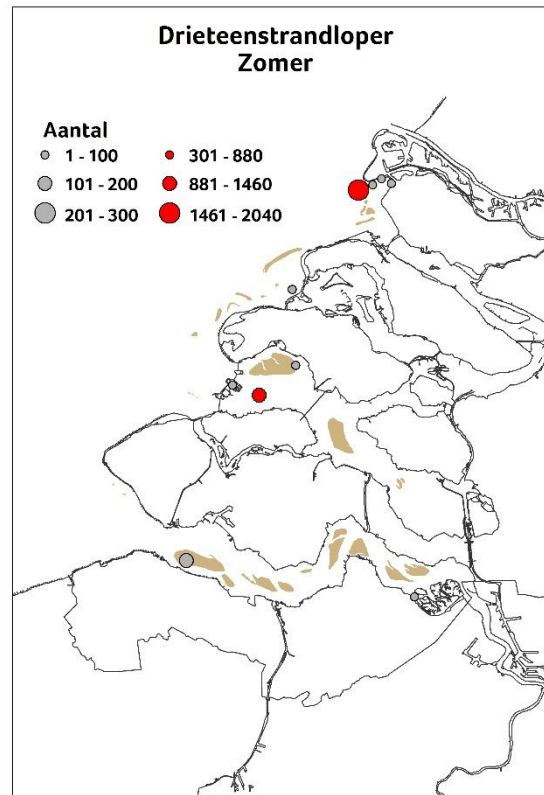 Drieteenstrandloper
Zomer
Aantal
1 - 100
301 - 880
101 - 200
881 - 1460
201 - 300
1461 - 2040